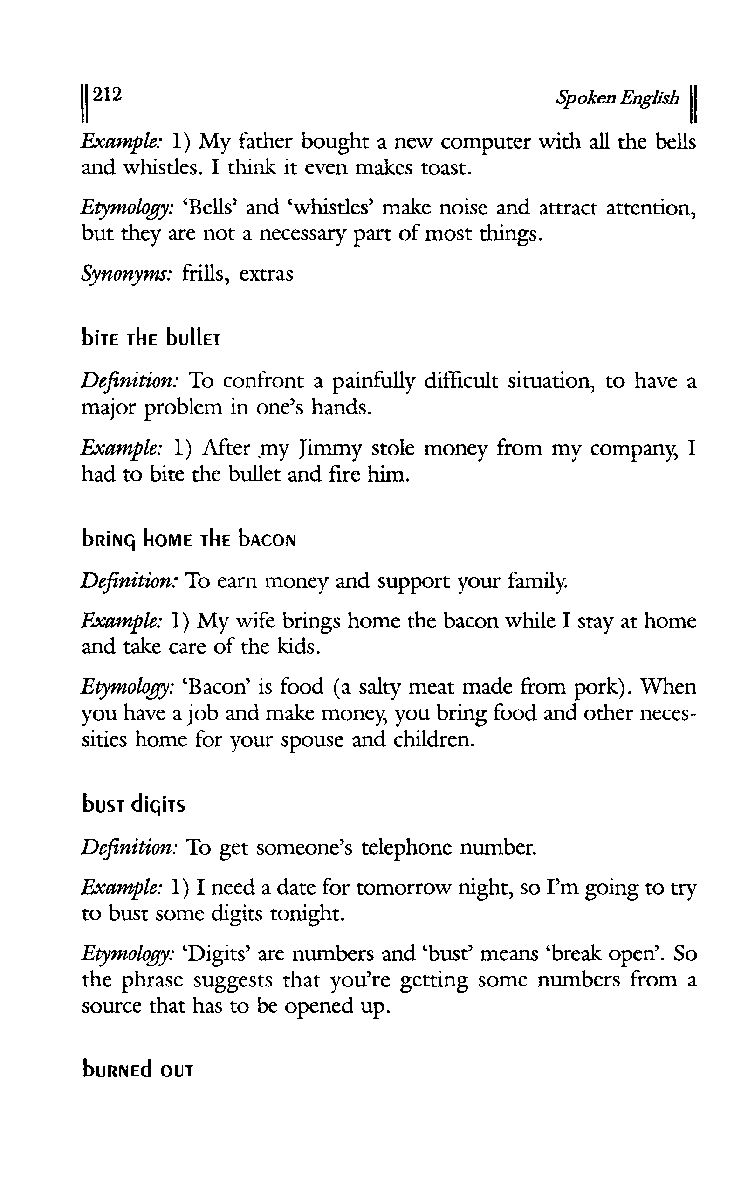 212 Spoken English
Example: 1) My father bought a new computer with all the bells
and whistles. I think it even makes toast.
Etymology: ‘Bells’ and ‘whistles’ make noise and attract attention,
but they are not a necessary part of most things.
Synonyms: frills, extras
bite the bullet
Definition: To confront a painfully difficult situation, to have a
major problem in one’s hands.
Example: 1) After my Jimmy stole money from my company, I
had to bite the bullet and fire him.
bring home the bacon
Definition: To earn money and support your family.
Example: 1) My wife brings home the bacon while I stay at home
and take care of the kids.
Etymology: ‘Bacon’ is food (a salty meat made from pork). When
you have a job and make money, you bring food and other neces-
sities home for your spouse and children.
bust digits
Definition: To get someone’s telephone number.
Example: 1) I need a date for tomorrow night, so I’m going to try
to bust some digits tonight.
Etymology: ‘Digits’ are numbers and ‘bust’ means ‘break open’. So
the phrase suggests that you’re getting some numbers from a
source that has to be opened up.
burned out